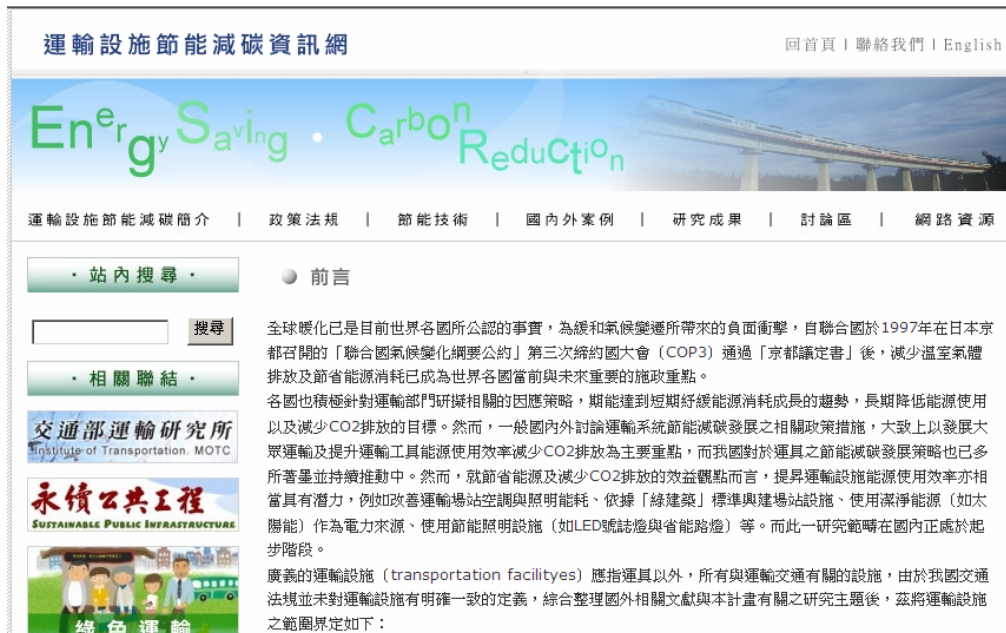 運輸設施節能減碳資訊網
回首頁 | 聯絡我們 | English
Energy Saving · Carbon Reduction
運輸設施節能減碳簡介 | 政策法規 | 節能技術 | 國內外案例 | 研究成果 | 討論區 | 網路資源
· 站內搜尋 ·
搜尋
· 相關聯結 ·
交通部運輸研究所
Institute of Transportation. MOTC
永續公共工程
SUSTAINABLE PUBLIC INFRASTRUCTURE
綠色運輸
前言
全球暖化已是目前世界各國所公認的事實，為緩和氣候變遷所帶來的負面衝擊，自聯合國於1997年在日本京
都召開的「聯合國氣候變化綱要公約」第三次締約國大會〔COP3〕通過「京都議定書」後，減少溫室氣體
排放及節省能源消耗已成為世界各國當前與未來重要的施政重點。
各國也積極針對運輸部門研擬相關的因應策略，期能達到短期紓緩能源消耗成長的趨勢，長期降低能源使用
以及減少CO2排放的目標。然而，一般國內外討論運輸系統節能減碳發展之相關政策措施，大致上以發展大
眾運輸及提升運輸工具能源使用效率減少CO2排放為主要重點，而我國對於運具之節能減碳發展策略也已多
所著墨並持續推動中。然而，就節省能源及減少CO2排放的效益觀點而言，提昇運輸設施能源使用效率亦相
當具有潛力，例如改善運輸場站空調與照明能耗、依據「綠建築」標準興建場站設施、使用潔淨能源〔如太
陽能〕作為電力來源、使用節能照明設施〔如LED號誌燈與省能路燈〕等。而此一研究範疇在國內正處於起
步階段。
廣義的運輸設施〔transportation facilityes〕應指運具以外，所有與運輸交通有關的設施，由於我國交通
法規並未對運輸設施有明確一致的定義，綜合整理國外相關文獻與本計畫有關之研究主題後，茲將運輸設施
之範圍界定如下：